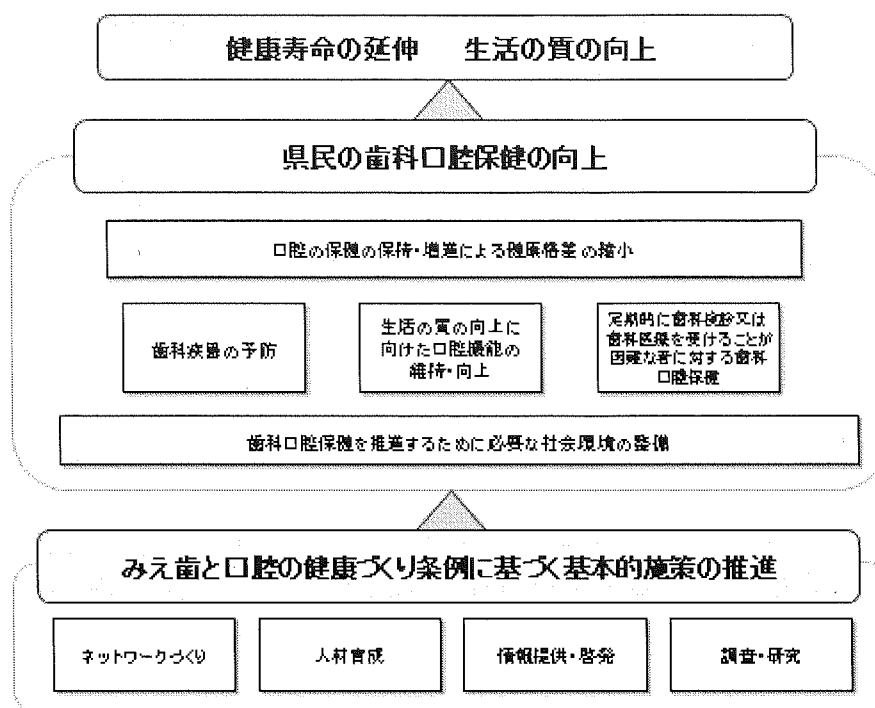 健康寿命の延伸　生活の質の向上
県民の歯科口腔保健の向上
口腔の保健の保持・増進による健康格差の縮小
歯科疾患の予防
生活の質の向上に
向けた口腔機能の
維持・向上
定期的に歯科検診又は
歯科医療を受けることが
困難な者に対する歯科
口腔保健
歯科口腔保健を推進するために必要な社会環境の整備
みえ歯と口腔の健康づくり条例に基づく基本的施策の推進
ネットワークづくり
人材育成
情報提供・啓発
調査・研究